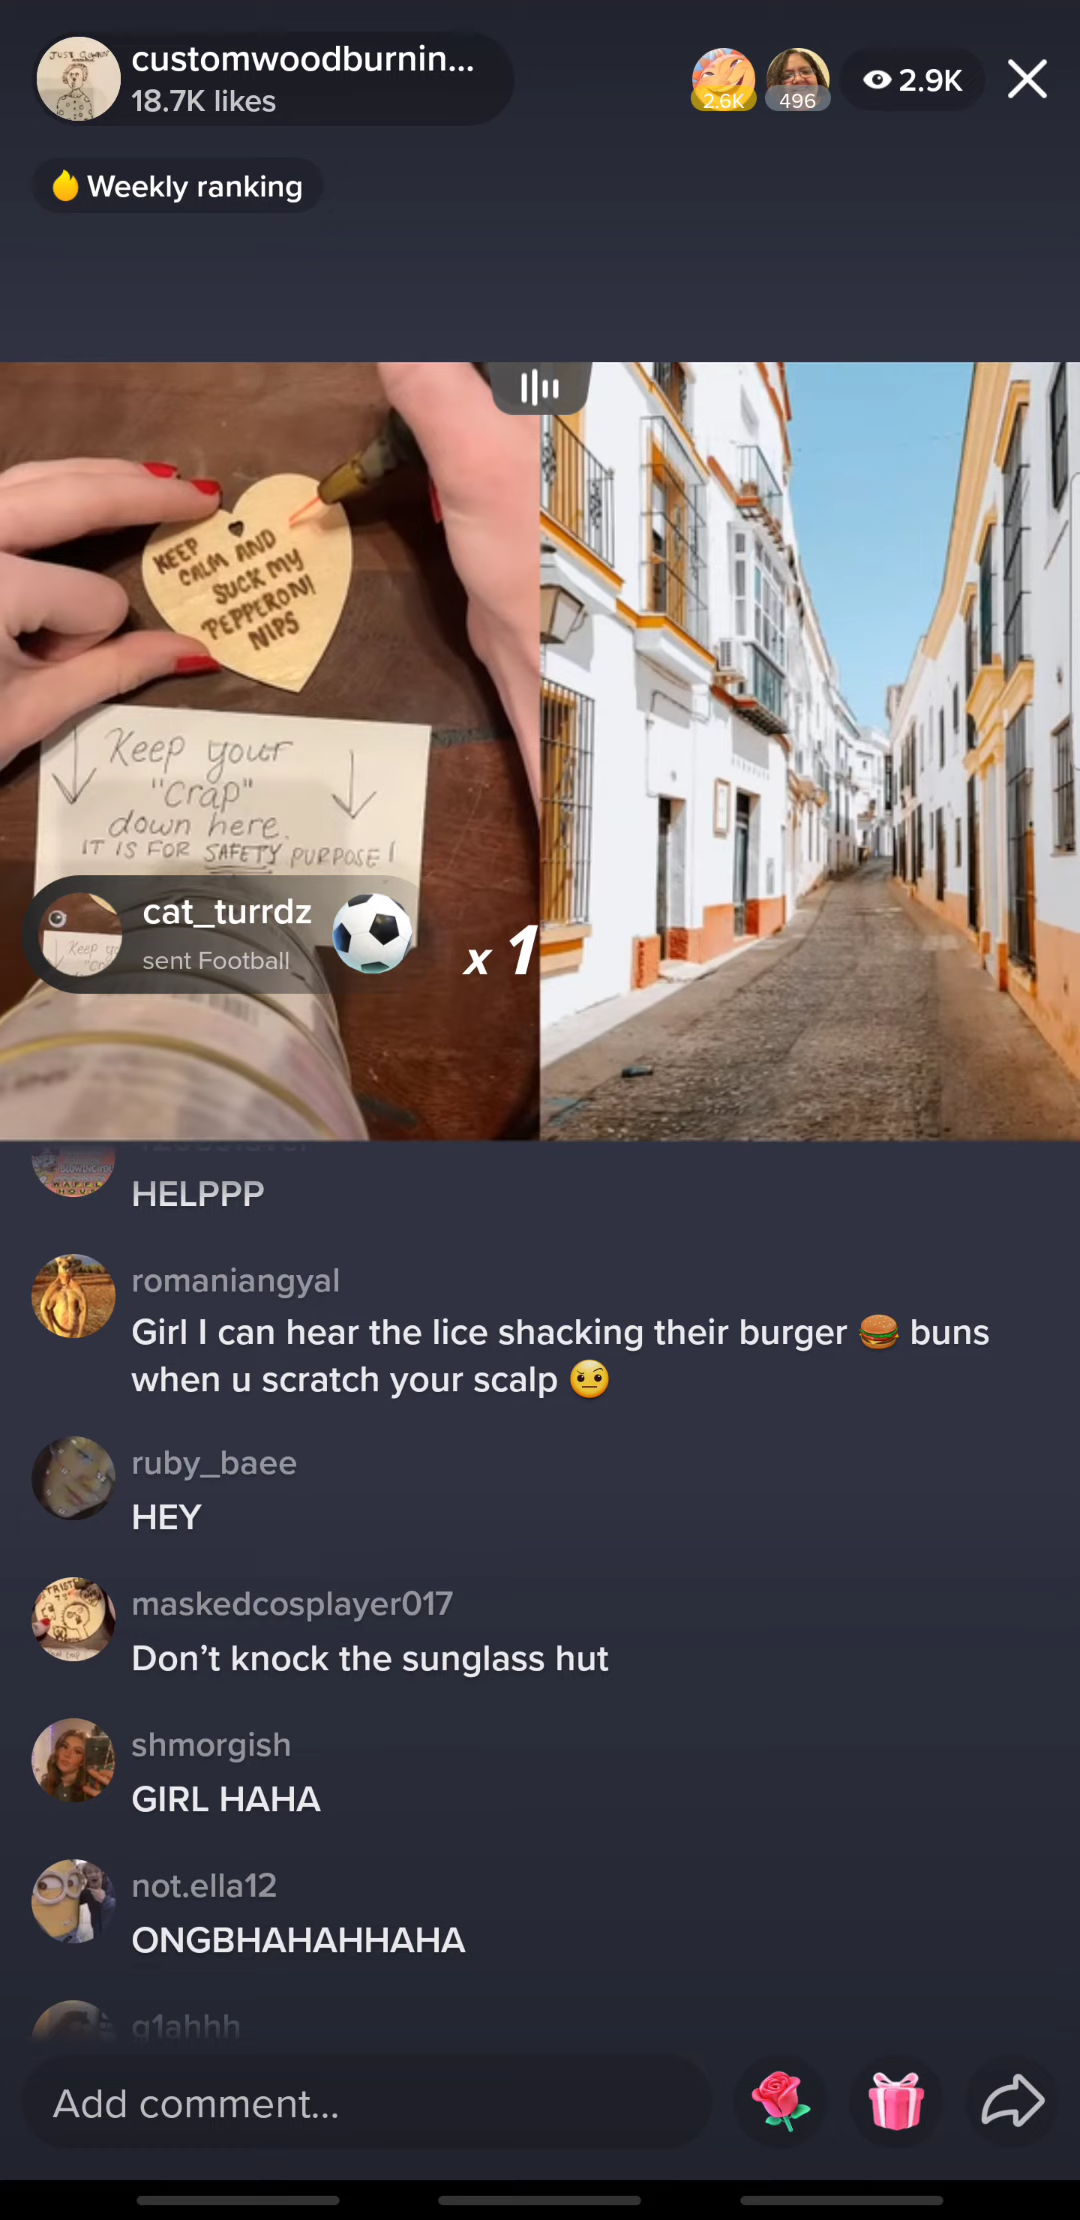 customwoodburnin...
18.7K likes
2.6K
496
2.9K
Weekly ranking
KEEP
CALM AND
SUCK MY
PEPPERONI
NIPS
Keep your
"Crap"
down here.
IT IS FOR SAFETY PURPOSE!
cat_turrdz
sent Football
x 1
HELPPP
romaniangyal
Girl I can hear the lice shacking their burger 🍔 buns
when u scratch your scalp 🤨
ruby_baee
HEY
maskedcosplayer017
Don't knock the sunglass hut
shmorgish
GIRL HAHA
not.ella12
ONGBHAHAHHAHA
g1ahhh
Add comment...